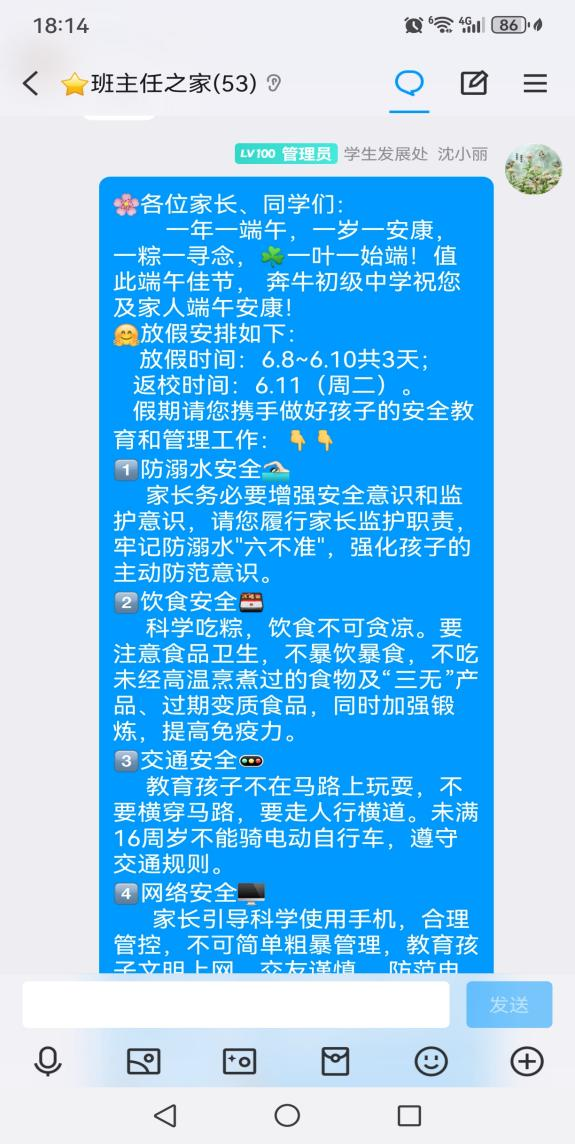 18:14
6
4G
86
班主任之家(53)
LV100 管理员 学生发展处 沈小丽
各位家长、同学们：
一年一端午，一岁一安康，
一粽一寻念，一叶一始端！值
此端午佳节， 奔牛初级中学祝您
及家人端午安康！
放假安排如下：
放假时间：6.8~6.10共3天；
返校时间：6.11（周二）。
假期请您携手做好孩子的安全教
育和管理工作：
1 防溺水安全
家长务必要增强安全意识和监
护意识，请您履行家长监护职责，
牢记防溺水"六不准"，强化孩子的
主动防范意识。
2 饮食安全
科学吃粽，饮食不可贪凉。要
注意食品卫生，不暴饮暴食，不吃
未经高温烹煮过的食物及“三无”产
品、过期变质食品，同时加强锻
炼，提高免疫力。
3 交通安全
教育孩子不在马路上玩耍，不
要横穿马路，要走人行横道。未满
16周岁不能骑电动自行车，遵守
交通规则。
4 网络安全
家长引导科学使用手机，合理
管控，不可简单粗暴管理，教育孩
子文明上网，交友谨慎， 防范电
发送